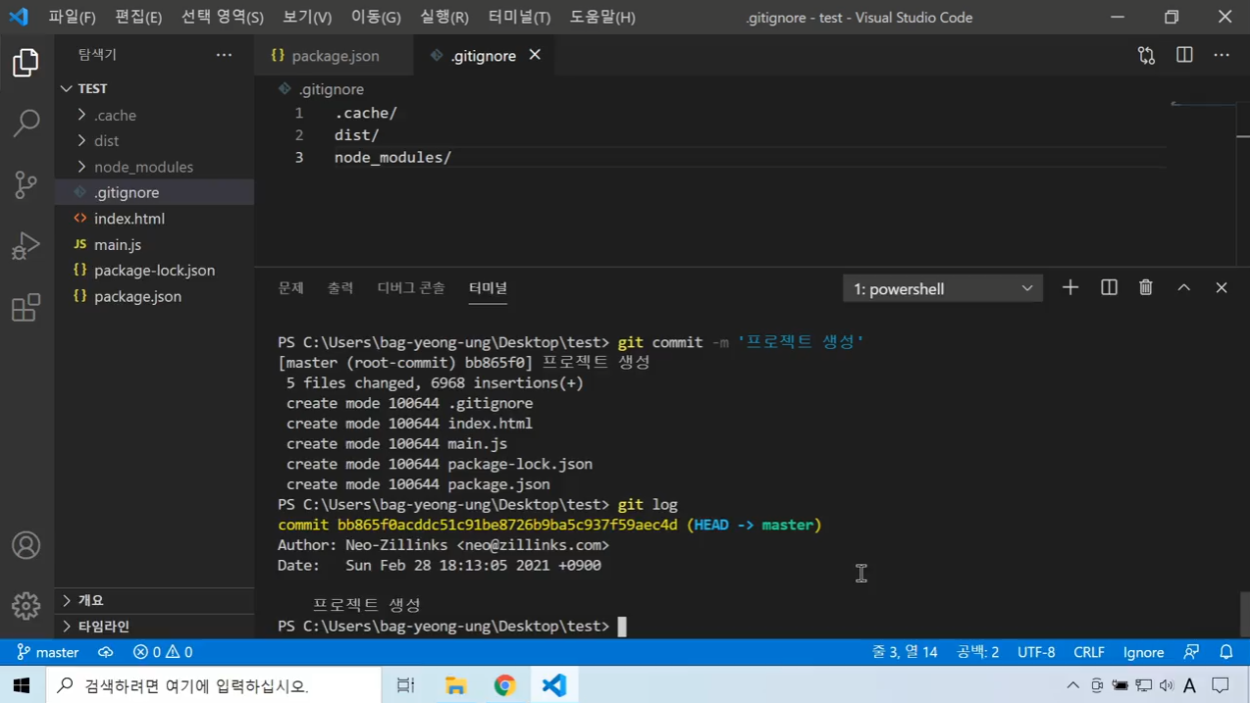 파일(F) 편집(E) 선택 영역(S) 보기(V) 이동(G) 실행(R) 터미널(T) 도움말(H) .gitignore - test - Visual Studio Code
탐색기
package.json .gitignore
TEST
.gitignore
.cache
dist
node_modules
.gitignore
index.html
main.js
package-lock.json
package.json
1 .cache/
2 dist/
3 node_modules/
문제 출력 디버그 콘솔 터미널 1: powershell
PS C:\Users\bag-yeong-ung\Desktop\test> git commit -m '프로젝트 생성'
[master (root-commit) bb865f0] 프로젝트 생성
5 files changed, 6968 insertions(+)
create mode 100644 .gitignore
create mode 100644 index.html
create mode 100644 main.js
create mode 100644 package-lock.json
create mode 100644 package.json
PS C:\Users\bag-yeong-ung\Desktop\test> git log
commit bb865f0acddc51c91be8726b9ba5c937f59aec4d (HEAD -> master)
Author: Neo-Zillinks <neo@zillinks.com>
Date: Sun Feb 28 18:13:05 2021 +0900
프로젝트 생성
PS C:\Users\bag-yeong-ung\Desktop\test>
개요
타임라인
master 0 0 줄 3, 열 14 공백: 2 UTF-8 CRLF Ignore
검색하려면 여기에 입력하십시오. A